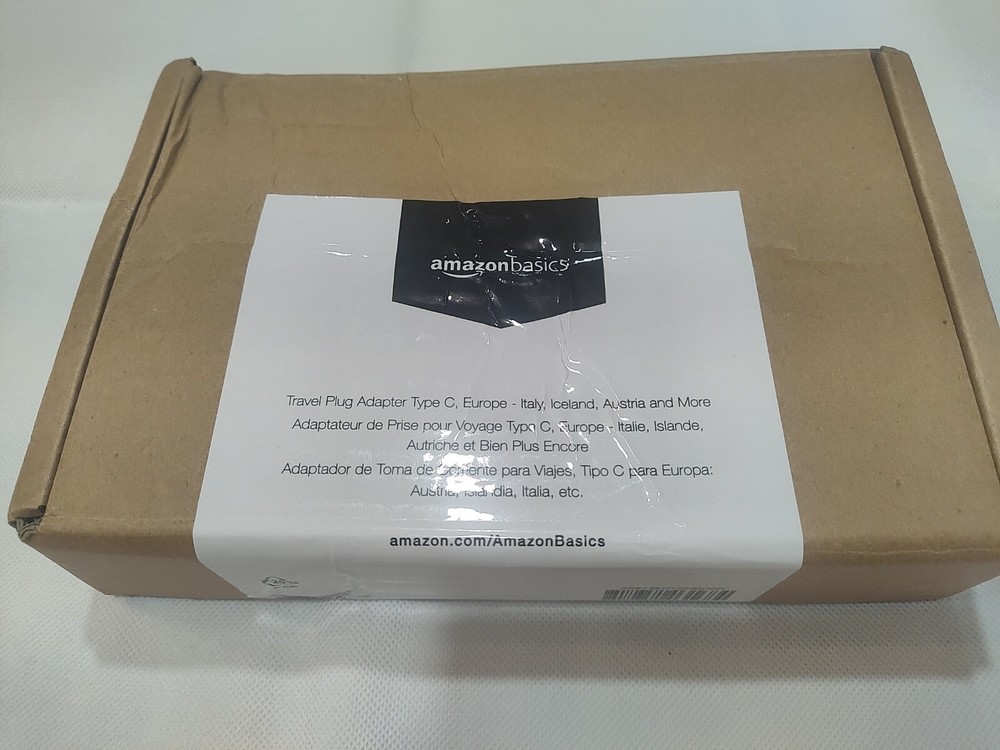 amazonbasics
Travel Plug Adapter Type C, Europe - Italy, Iceland, Austria and More
Adaptateur de Prise pour Voyage Type C, Europe - Italie, Islande,
Autriche et Bien Plus Encore
Adaptador de Toma de Corriente para Viajes, Tipo C para Europa:
Austria, Islandia, Italia, etc.
amazon.com/AmazonBasics